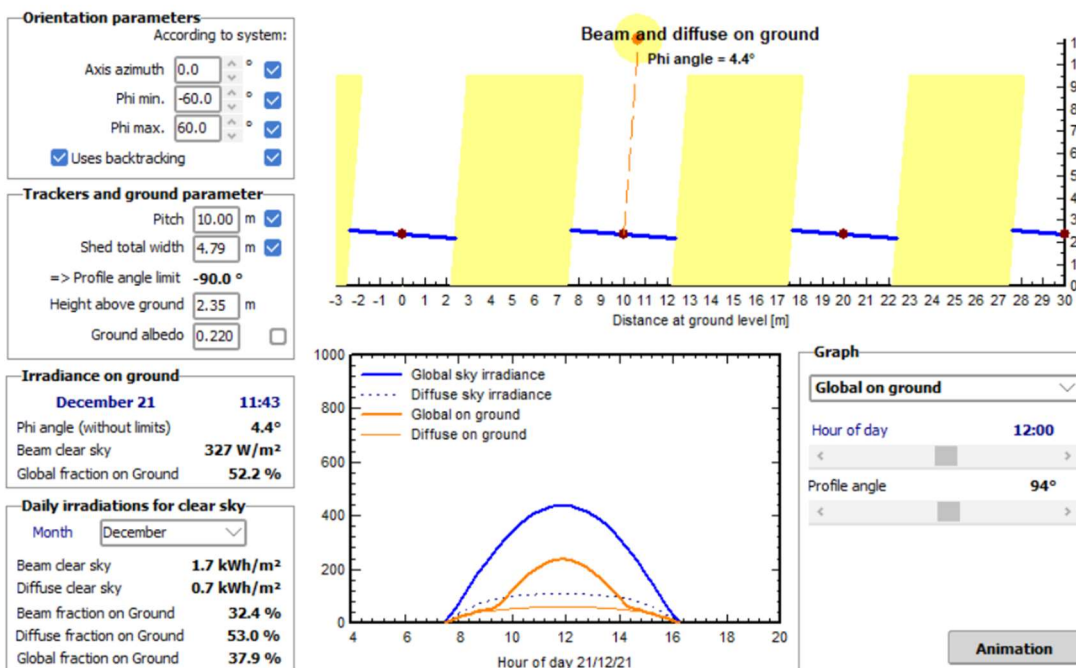 Orientation parameters
According to system:
Axis azimuth 0.0 °
Phi min. -60.0 °
Phi max. 60.0 °
Uses backtracking
Trackers and ground parameter
Pitch 10.00 m
Shed total width 4.79 m
=> Profile angle limit -90.0 °
Height above ground 2.35 m
Ground albedo 0.220
Irradiance on ground
December 21 11:43
Phi angle (without limits) 4.4°
Beam clear sky 327 W/m²
Global fraction on Ground 52.2 %
Daily irradiations for clear sky
Month December
Beam clear sky 1.7 kWh/m²
Diffuse clear sky 0.7 kWh/m²
Beam fraction on Ground 32.4 %
Diffuse fraction on Ground 53.0 %
Global fraction on Ground 37.9 %
Beam and diffuse on ground
Phi angle = 4.4°
9
8
7
6
5
4
3
2
1
0
-3 -2 -1 0 1 2 3 4 5 6 7 8 9 10 11 12 13 14 15 16 17 18 19 20 21 22 23 24 25 26 27 28 29 30
Distance at ground level [m]
1000
800
600
400
200
0
Global sky irradiance
Diffuse sky irradiance
Global on ground
Diffuse on ground
4 6 8 10 12 14 16 18 20
Hour of day 21/12/21
Graph
Global on ground
Hour of day 12:00
Profile angle 94°
Animation